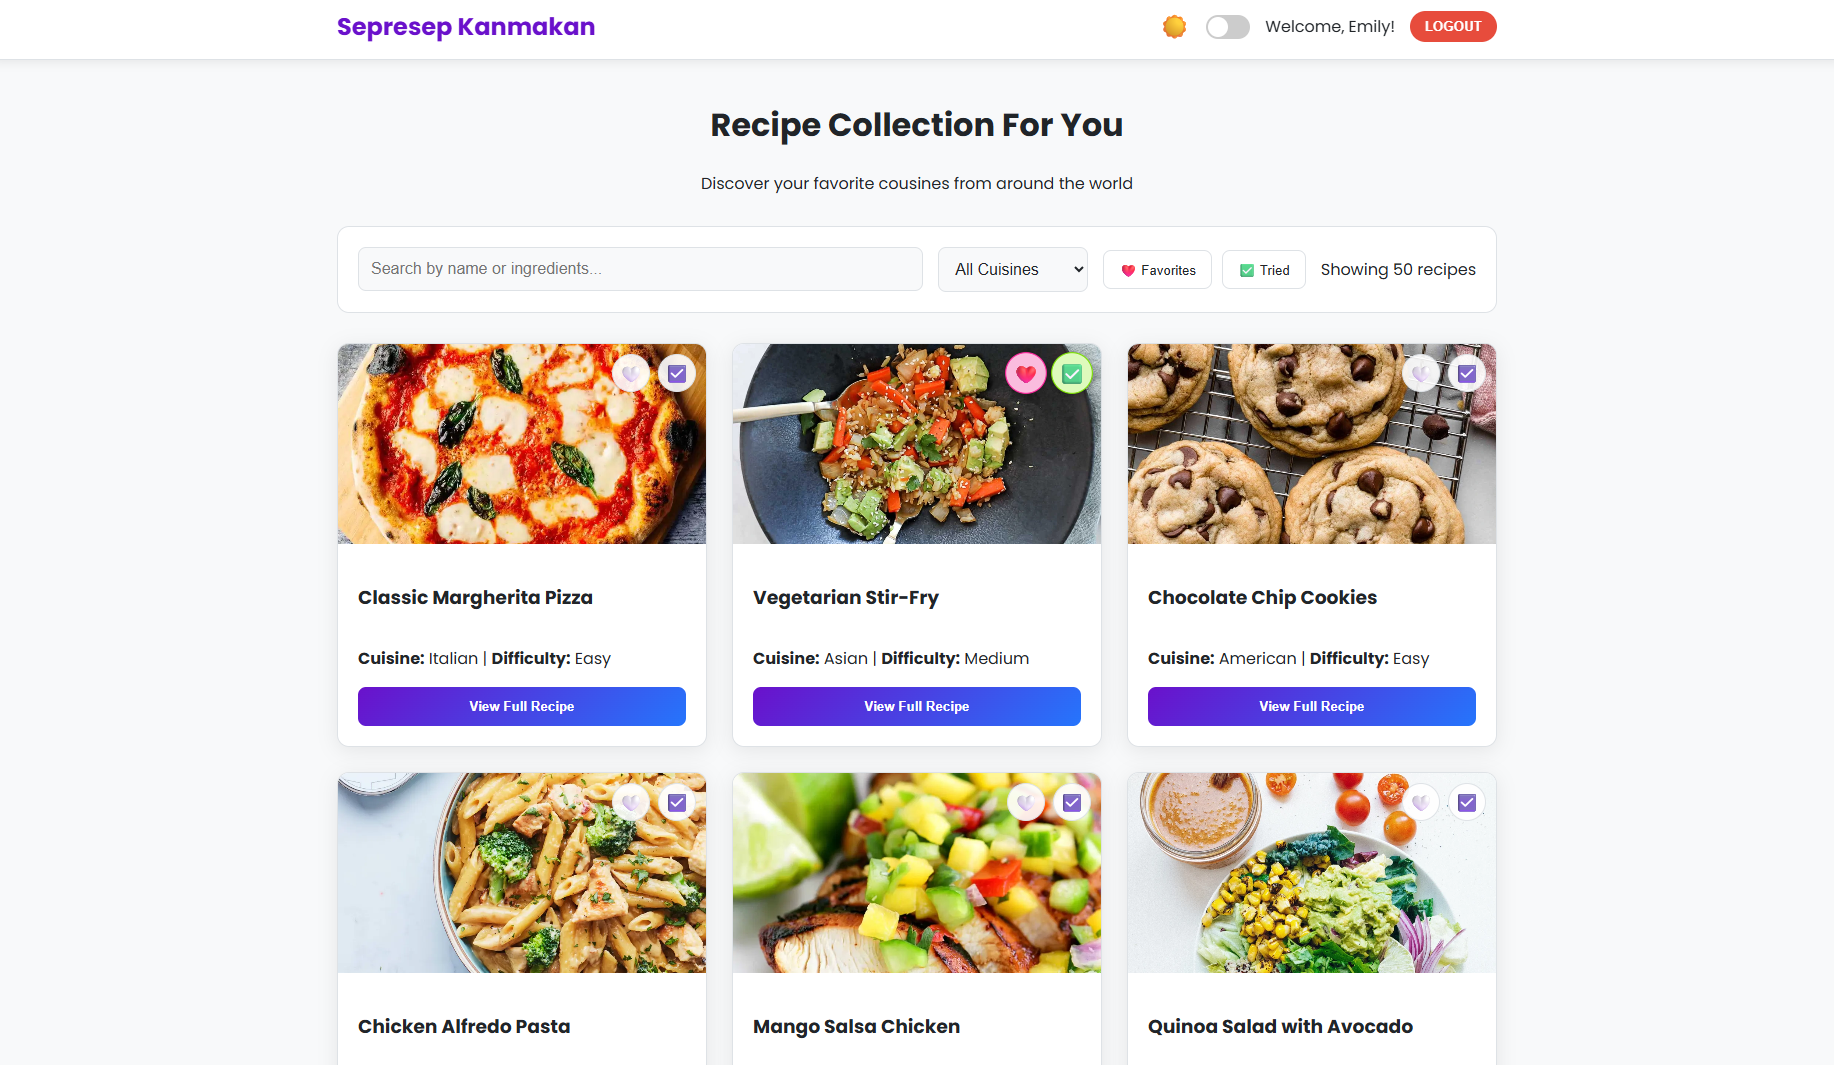 Sepresep Kanmakan
Welcome, Emily!
LOGOUT
Recipe Collection For You
Discover your favorite cousines from around the world
Search by name or ingredients...
All Cuisines
Favorites
Tried
Showing 50 recipes
Classic Margherita Pizza
Cuisine: Italian | Difficulty: Easy
View Full Recipe
Vegetarian Stir-Fry
Cuisine: Asian | Difficulty: Medium
View Full Recipe
Chocolate Chip Cookies
Cuisine: American | Difficulty: Easy
View Full Recipe
Chicken Alfredo Pasta
Mango Salsa Chicken
Quinoa Salad with Avocado